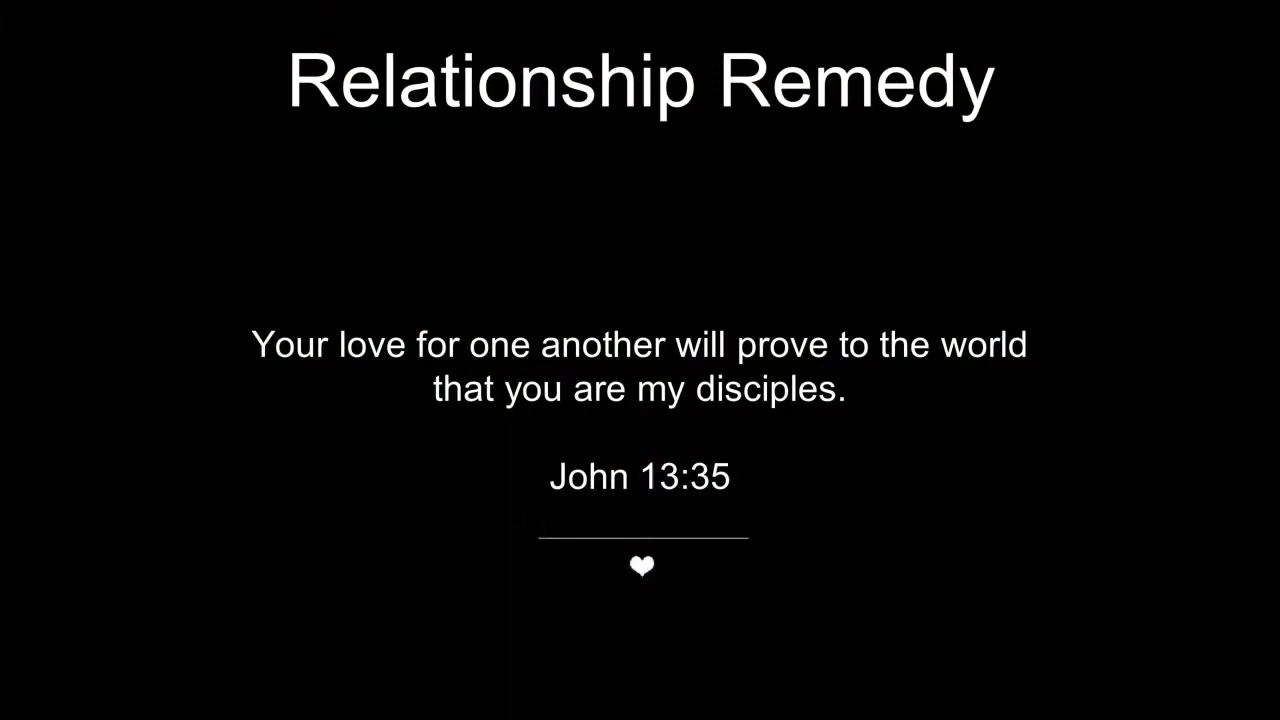 Relationship Remedy
Your love for one another will prove to the world
that you are my disciples.
John 13:35